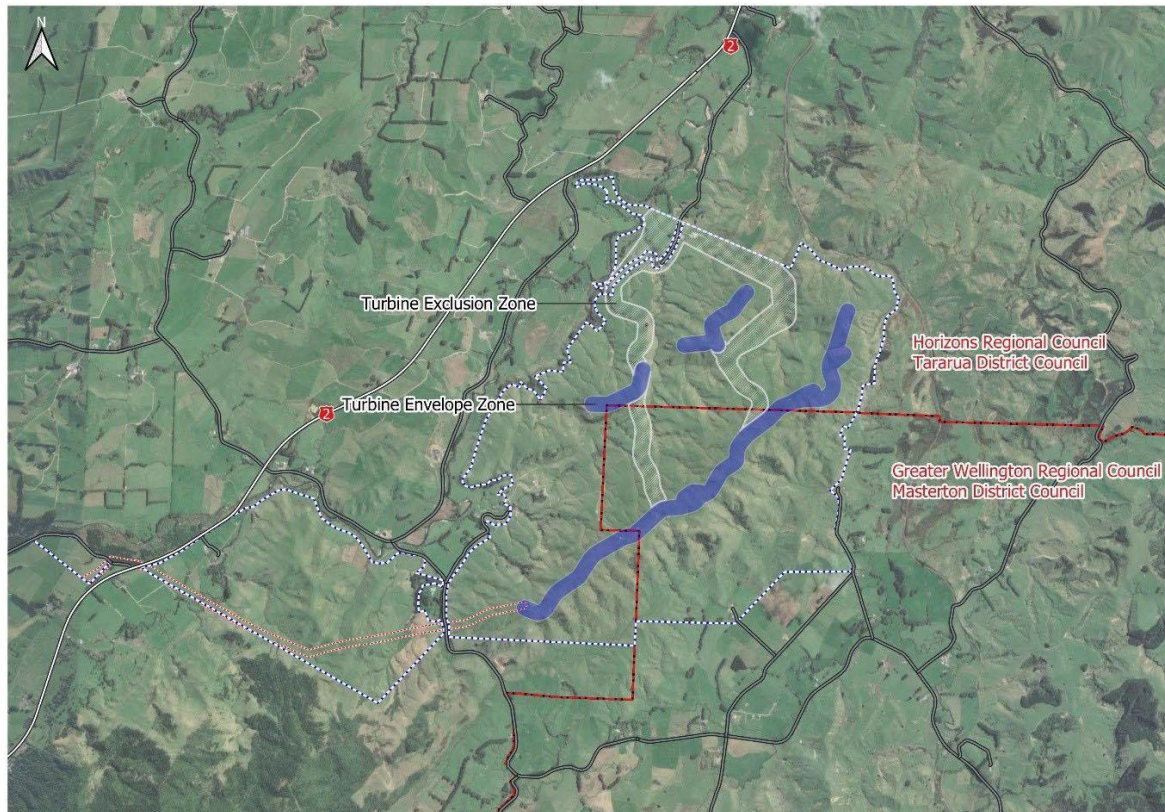 N
2
Turbine Exclusion Zone
Horizons Regional Council
Tararua District Council
Turbine Envelope Zone
2
Greater Wellington Regional Council
Masterton District Council